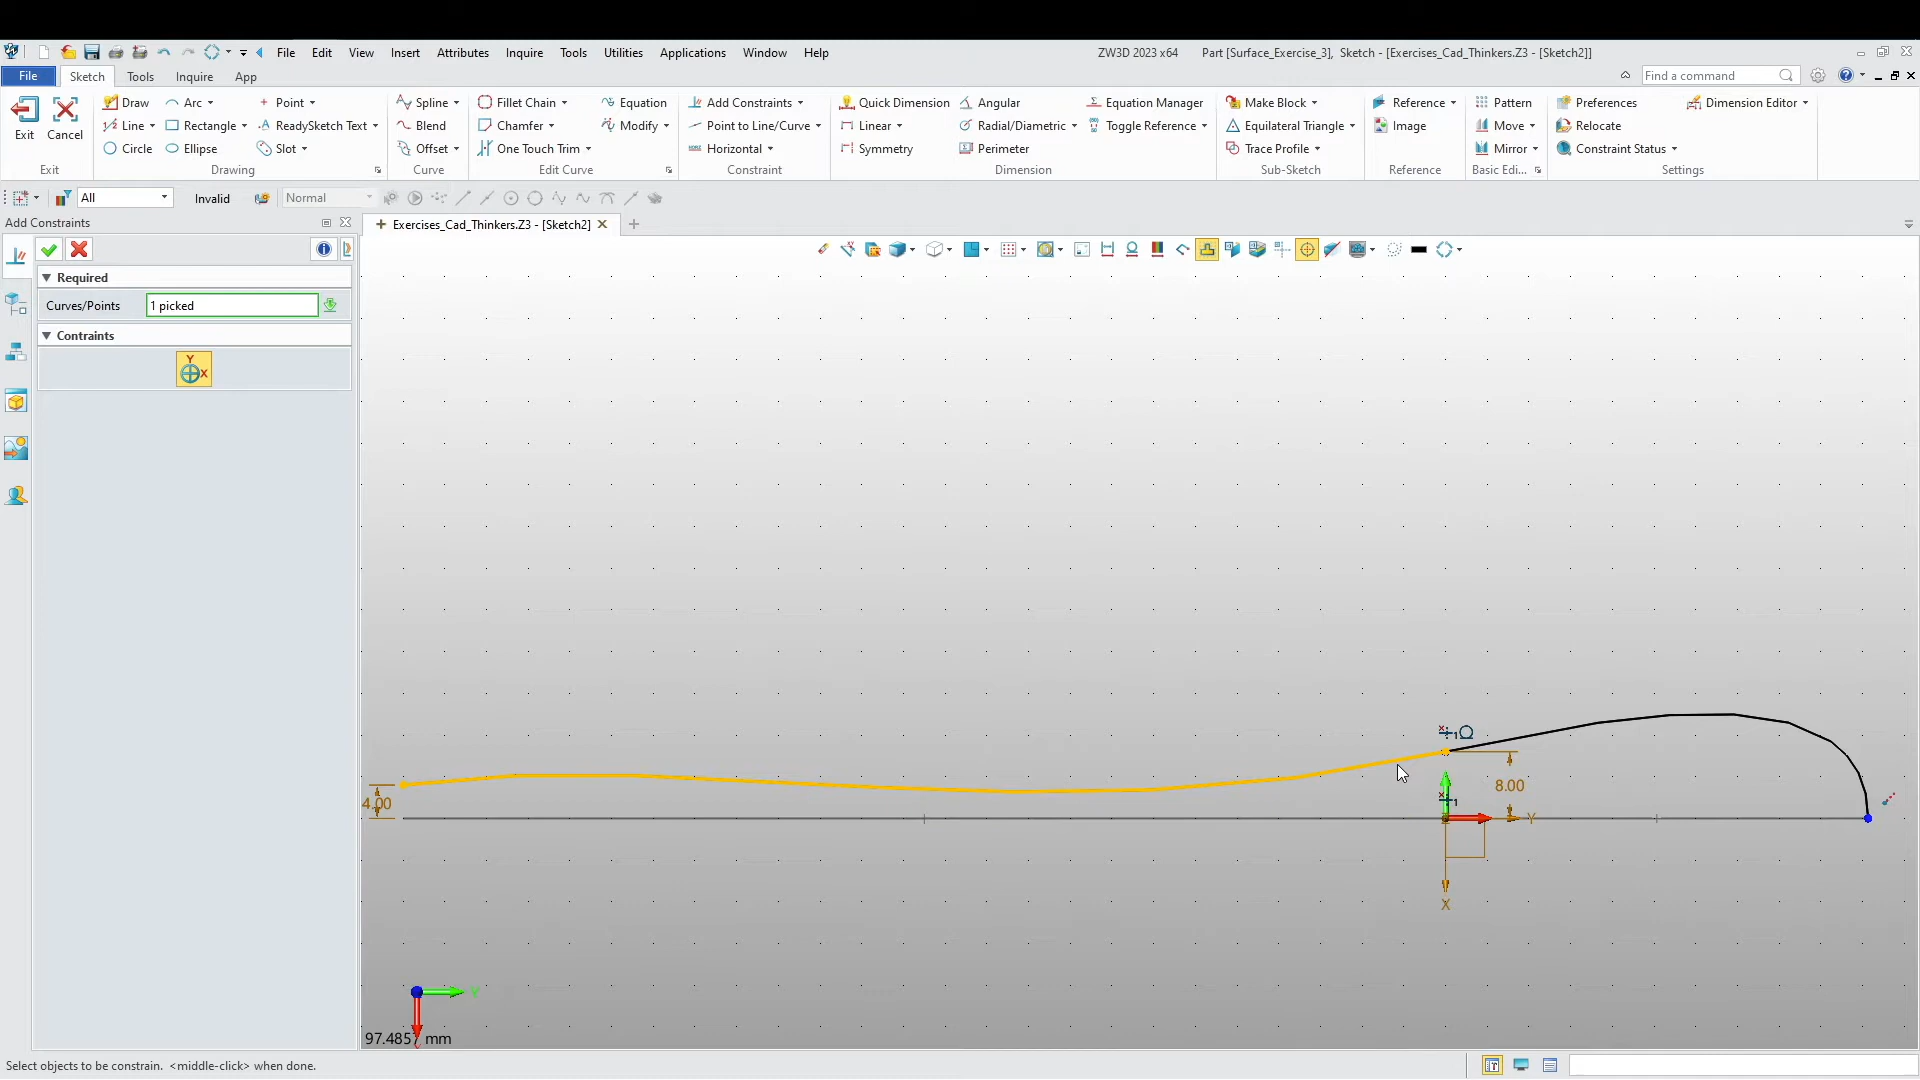 File Edit View Insert Attributes Inquire Tools Utilities Applications Window Help
ZW3D 2023 x64 Part [Surface_Exercise_3], Sketch - [Exercises_Cad_Thinkers.Z3 - [Sketch2]]
File Sketch Tools Inquire App
Find a command
Exit Cancel
Exit
Draw Arc Point
Line Rectangle ReadySketch Text
Circle Ellipse Slot
Drawing
Spline
Blend
Offset
Curve
Fillet Chain Equation
Chamfer Modify
One Touch Trim
Edit Curve
Add Constraints
Point to Line/Curve
Horizontal
Constraint
Quick Dimension Angular Equation Manager
Linear Radial/Diametric Toggle Reference
Symmetry Perimeter
Dimension
Make Block
Equilateral Triangle
Trace Profile
Sub-Sketch
Reference
Image
Reference
Pattern
Move
Mirror
Basic Edi...
Preferences Dimension Editor
Relocate
Constraint Status
Settings
All Invalid Normal
Add Constraints
Exercises_Cad_Thinkers.Z3 - [Sketch2]
Required
Curves/Points 1 picked
Contraints
Y
X
4.00
8.00
Y
X
Y
97.4857 mm
Select objects to be constrain. <middle-click> when done.